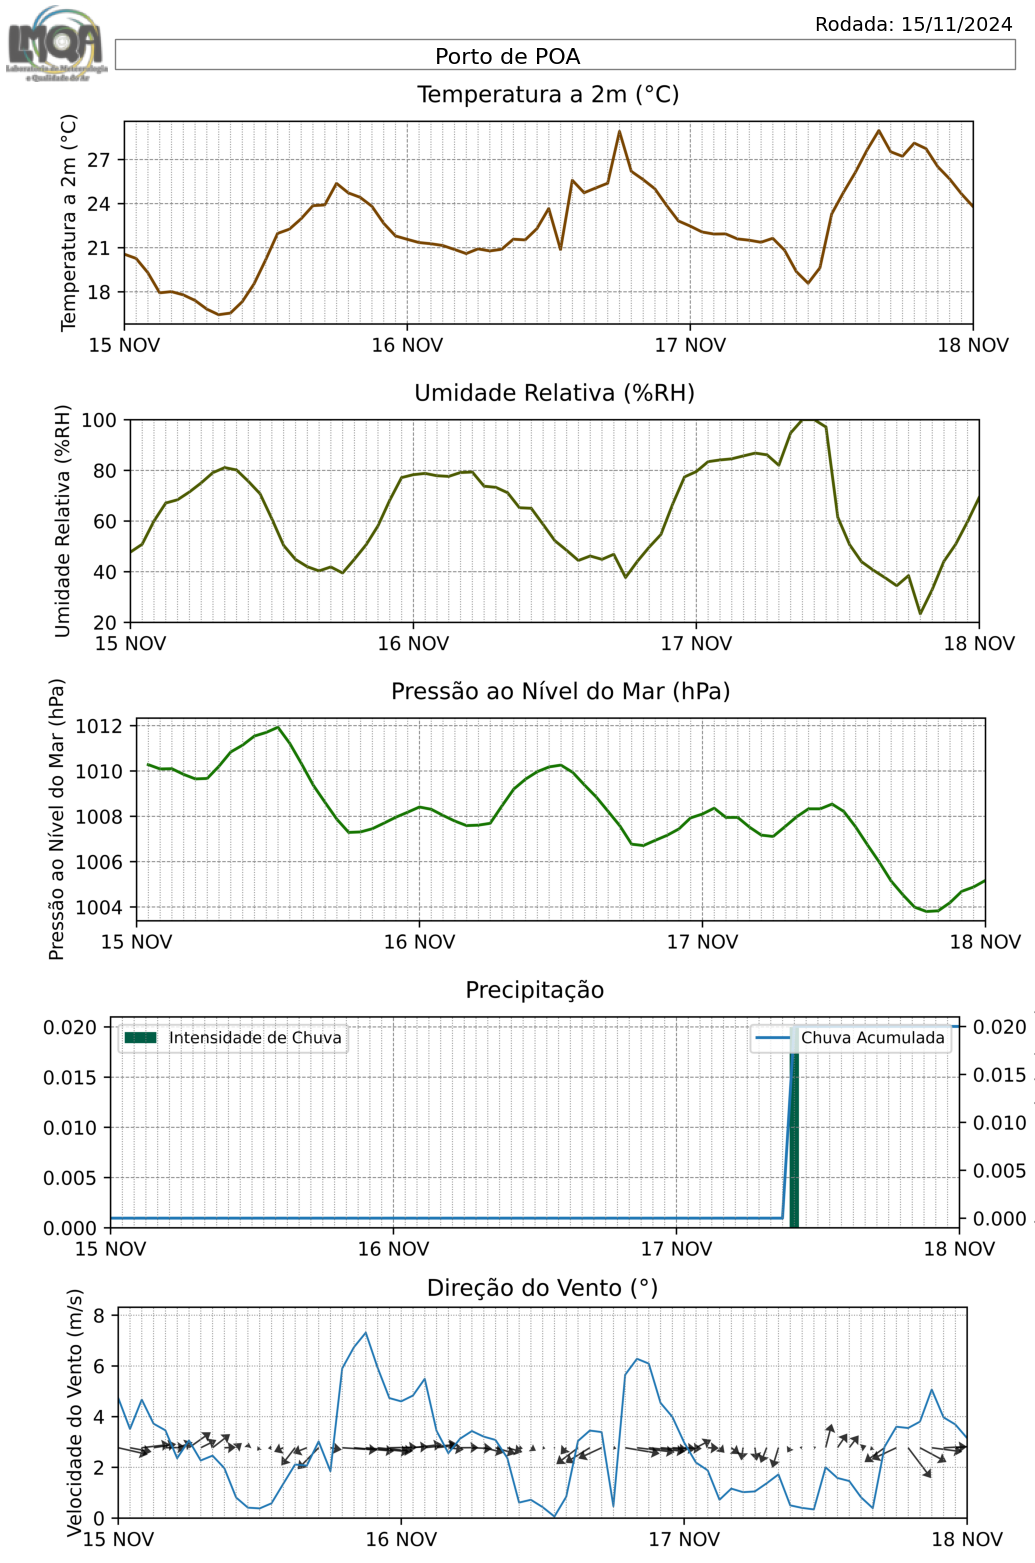 LMQA
Laboratório de Meteorologia
e Qualidade do Ar
Rodada: 15/11/2024
Porto de POA
Temperatura a 2m (°C)
Temperatura a 2m (°C)
27
24
21
18
15 NOV 16 NOV 17 NOV 18 NOV
Umidade Relativa (%RH)
Umidade Relativa (%RH)
100
80
60
40
20
15 NOV 16 NOV 17 NOV 18 NOV
Pressão ao Nível do Mar (hPa)
Pressão ao Nível do Mar (hPa)
1012
1010
1008
1006
1004
15 NOV 16 NOV 17 NOV 18 NOV
Precipitação
Intensidade de Chuva
Chuva Acumulada
0.020 0.020
0.015 0.015
0.010 0.010
0.005 0.005
0.000 0.000
15 NOV 16 NOV 17 NOV 18 NOV
Direção do Vento (°)
Velocidade do Vento (m/s)
8
6
4
2
0
15 NOV 16 NOV 17 NOV 18 NOV